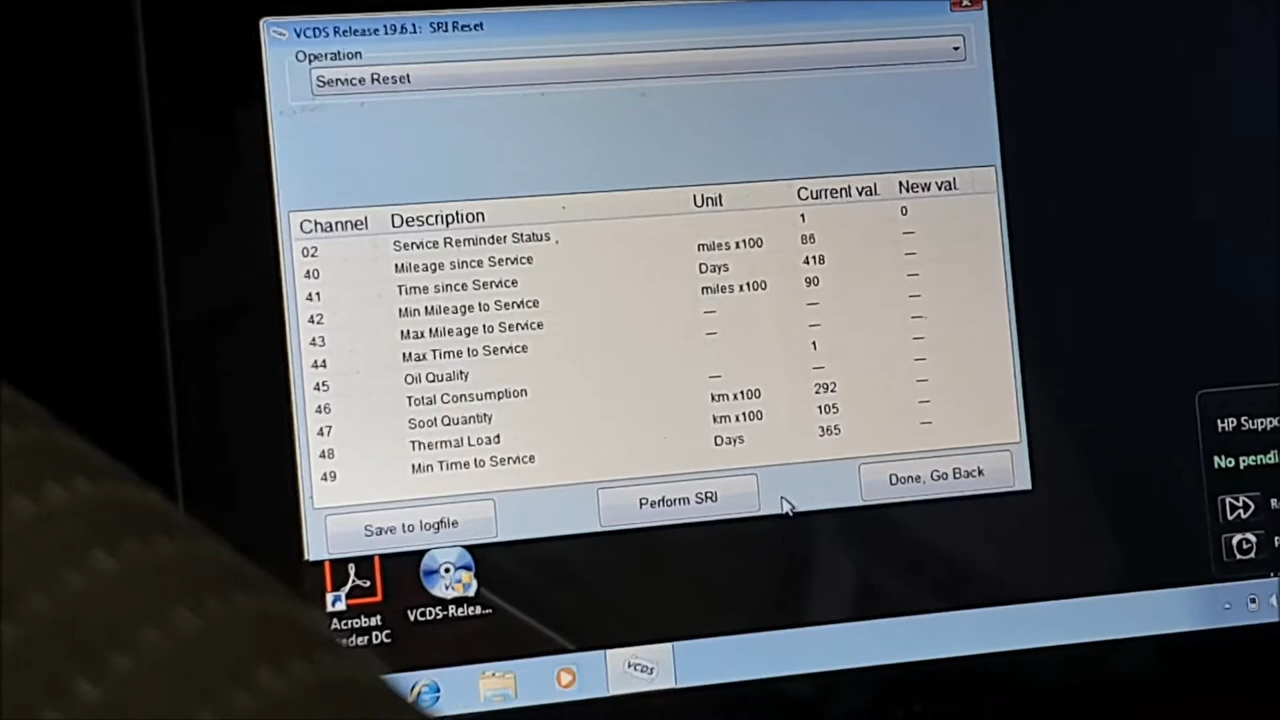 VCDS Release 19.6.1: SRI Reset
Operation
Service Reset
Channel Description Unit Current val. New val.
02 Service Reminder Status , 1 0
40 Mileage since Service miles x100 86 —
41 Time since Service Days 418 —
42 Min Mileage to Service miles x100 90 —
43 Max Mileage to Service — — —
44 Max Time to Service — — —
45 Oil Quality 1 —
46 Total Consumption — — —
47 Soot Quantity km x100 292 —
48 Thermal Load km x100 105 —
49 Min Time to Service Days 365 —
Save to logfile
Perform SRI
Done, Go Back
HP Suppo
No pendi
Acrobat
ader DC
VCDS-Relea...
VCDS